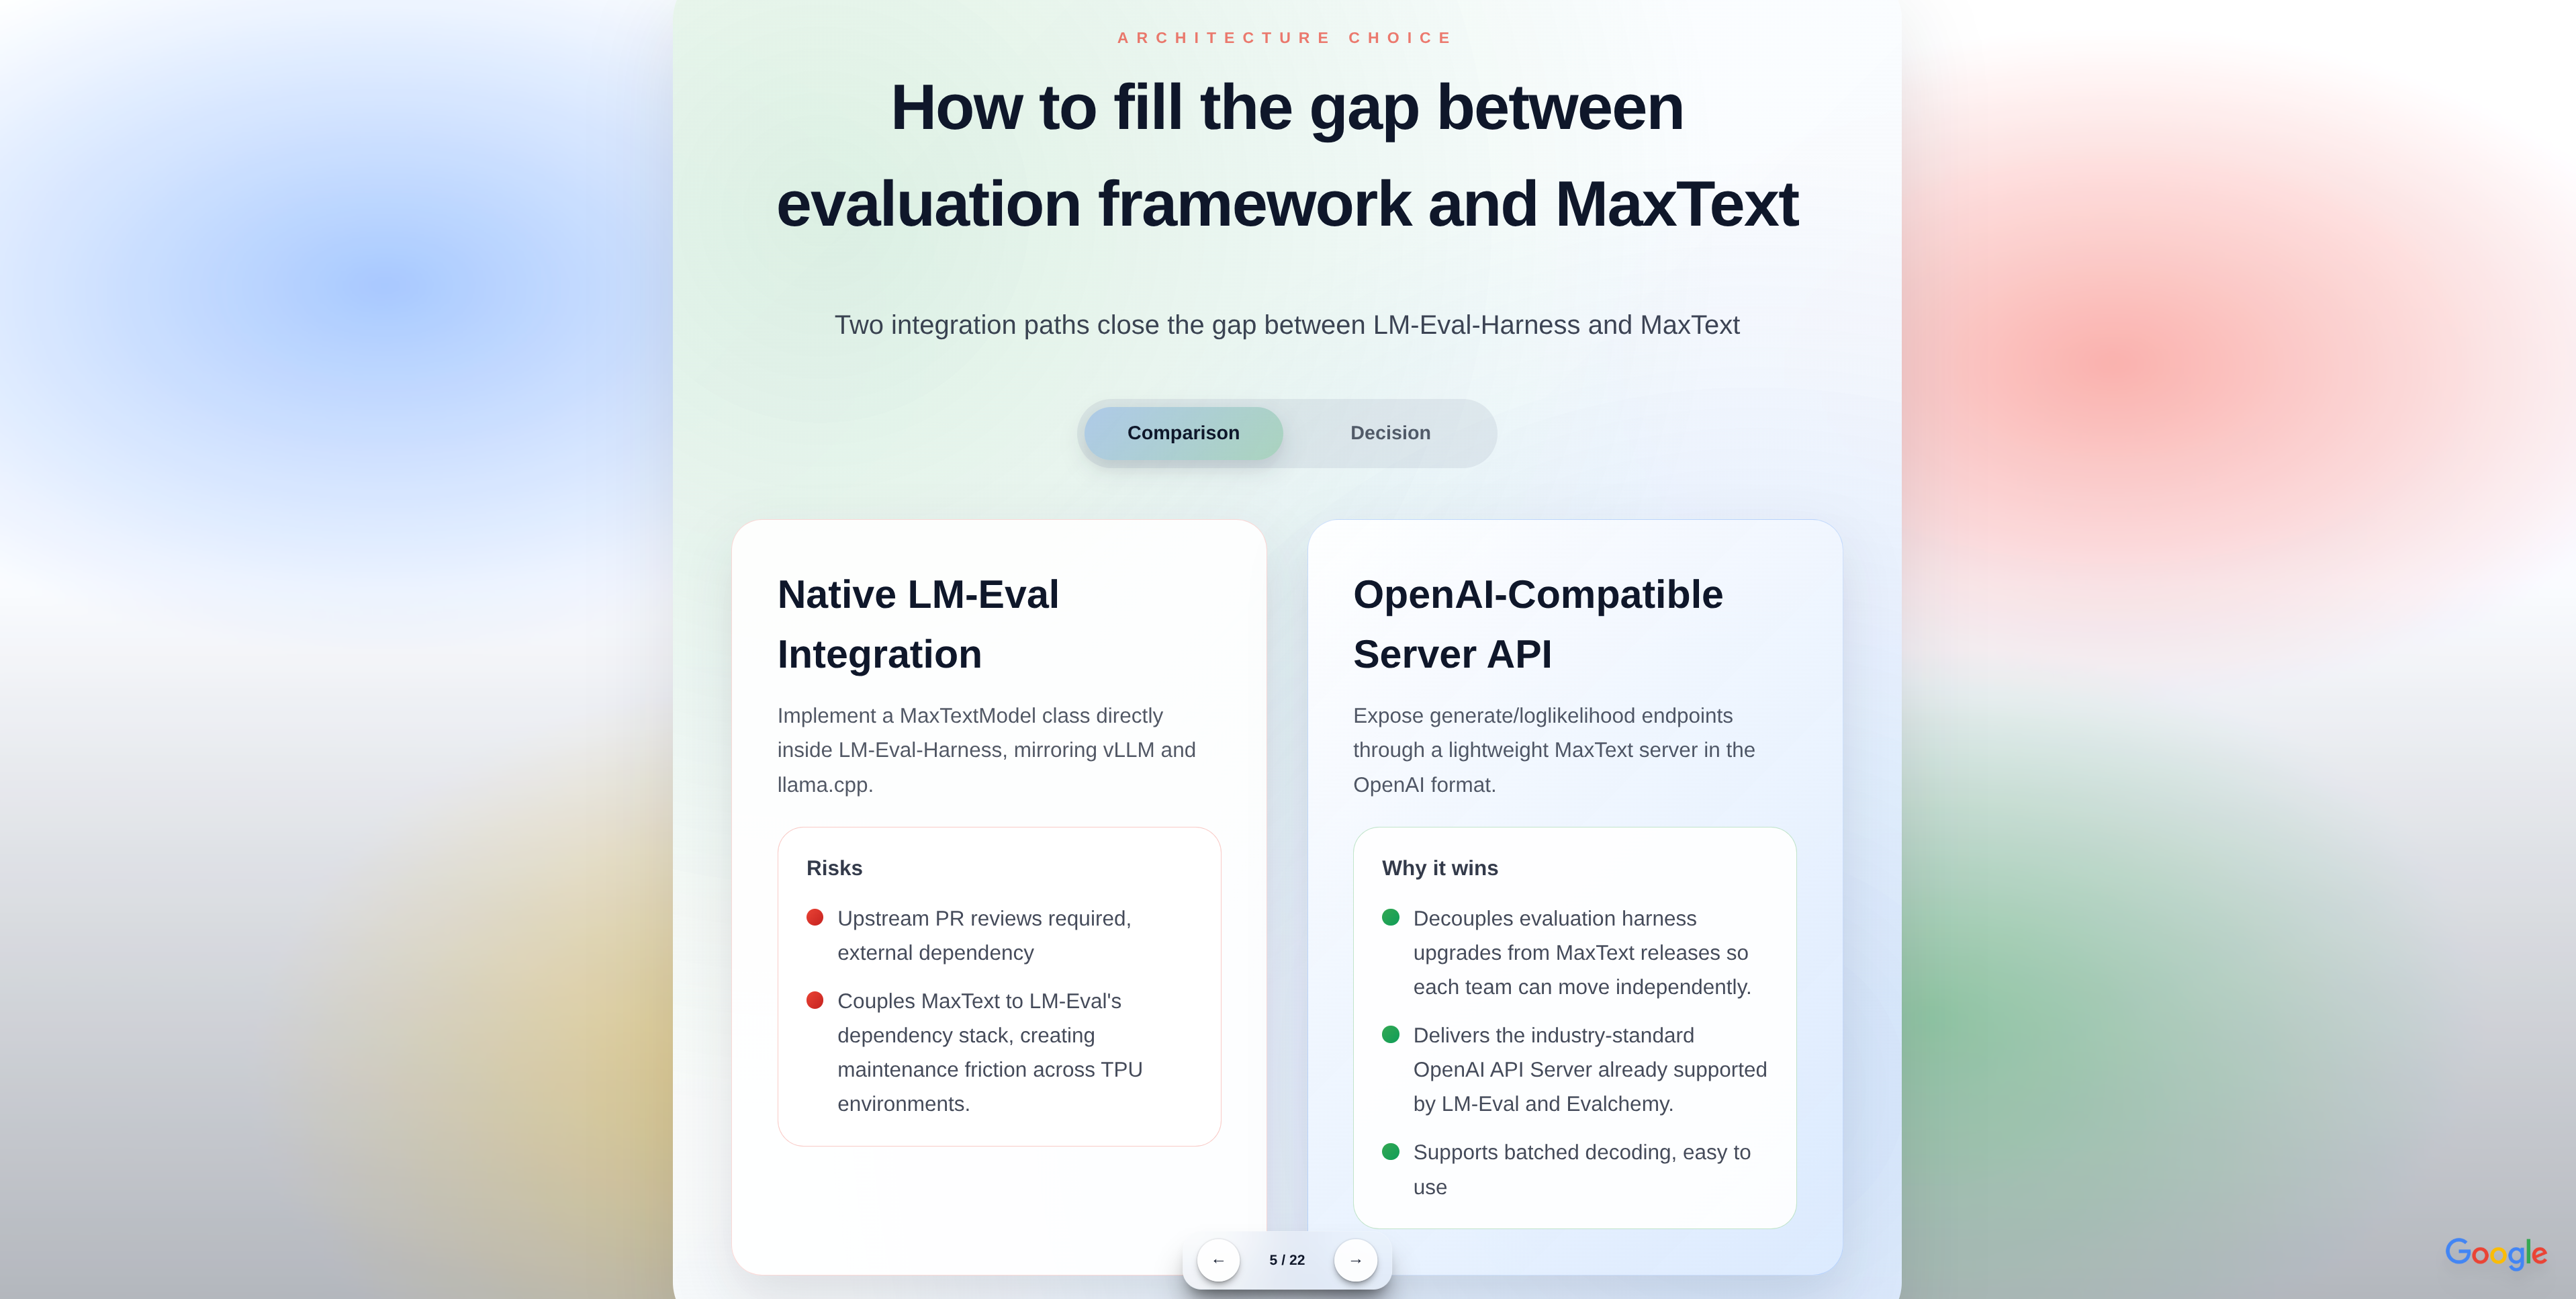 ARCHITECTURE CHOICE
How to fill the gap between
evaluation framework and MaxText
Two integration paths close the gap between LM-Eval-Harness and MaxText
Comparison
Decision
Native LM-Eval
Integration
Implement a MaxTextModel class directly
inside LM-Eval-Harness, mirroring vLLM and
llama.cpp.
Risks
Upstream PR reviews required,
external dependency
Couples MaxText to LM-Eval's
dependency stack, creating
maintenance friction across TPU
environments.
OpenAI-Compatible
Server API
Expose generate/loglikelihood endpoints
through a lightweight MaxText server in the
OpenAI format.
Why it wins
Decouples evaluation harness
upgrades from MaxText releases so
each team can move independently.
Delivers the industry-standard
OpenAI API Server already supported
by LM-Eval and Evalchemy.
Supports batched decoding, easy to
use
← 5 / 22 →
Google